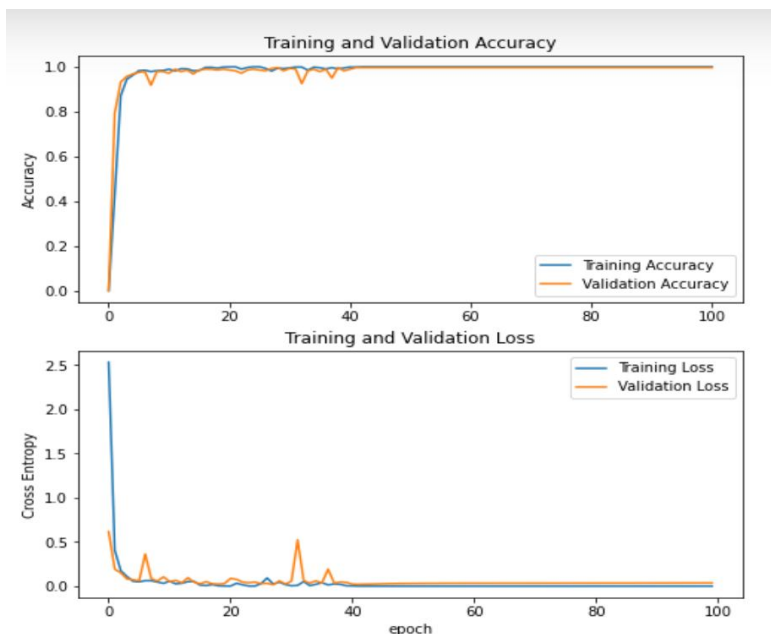 Training and Validation Accuracy
1.0
0.8
0.6
0.4
0.2
0.0
Accuracy
Training Accuracy
Validation Accuracy
0 20 40 60 80 100
Training and Validation Loss
2.5
2.0
1.5
1.0
0.5
0.0
Cross Entropy
Training Loss
Validation Loss
0 20 40 60 80 100
epoch